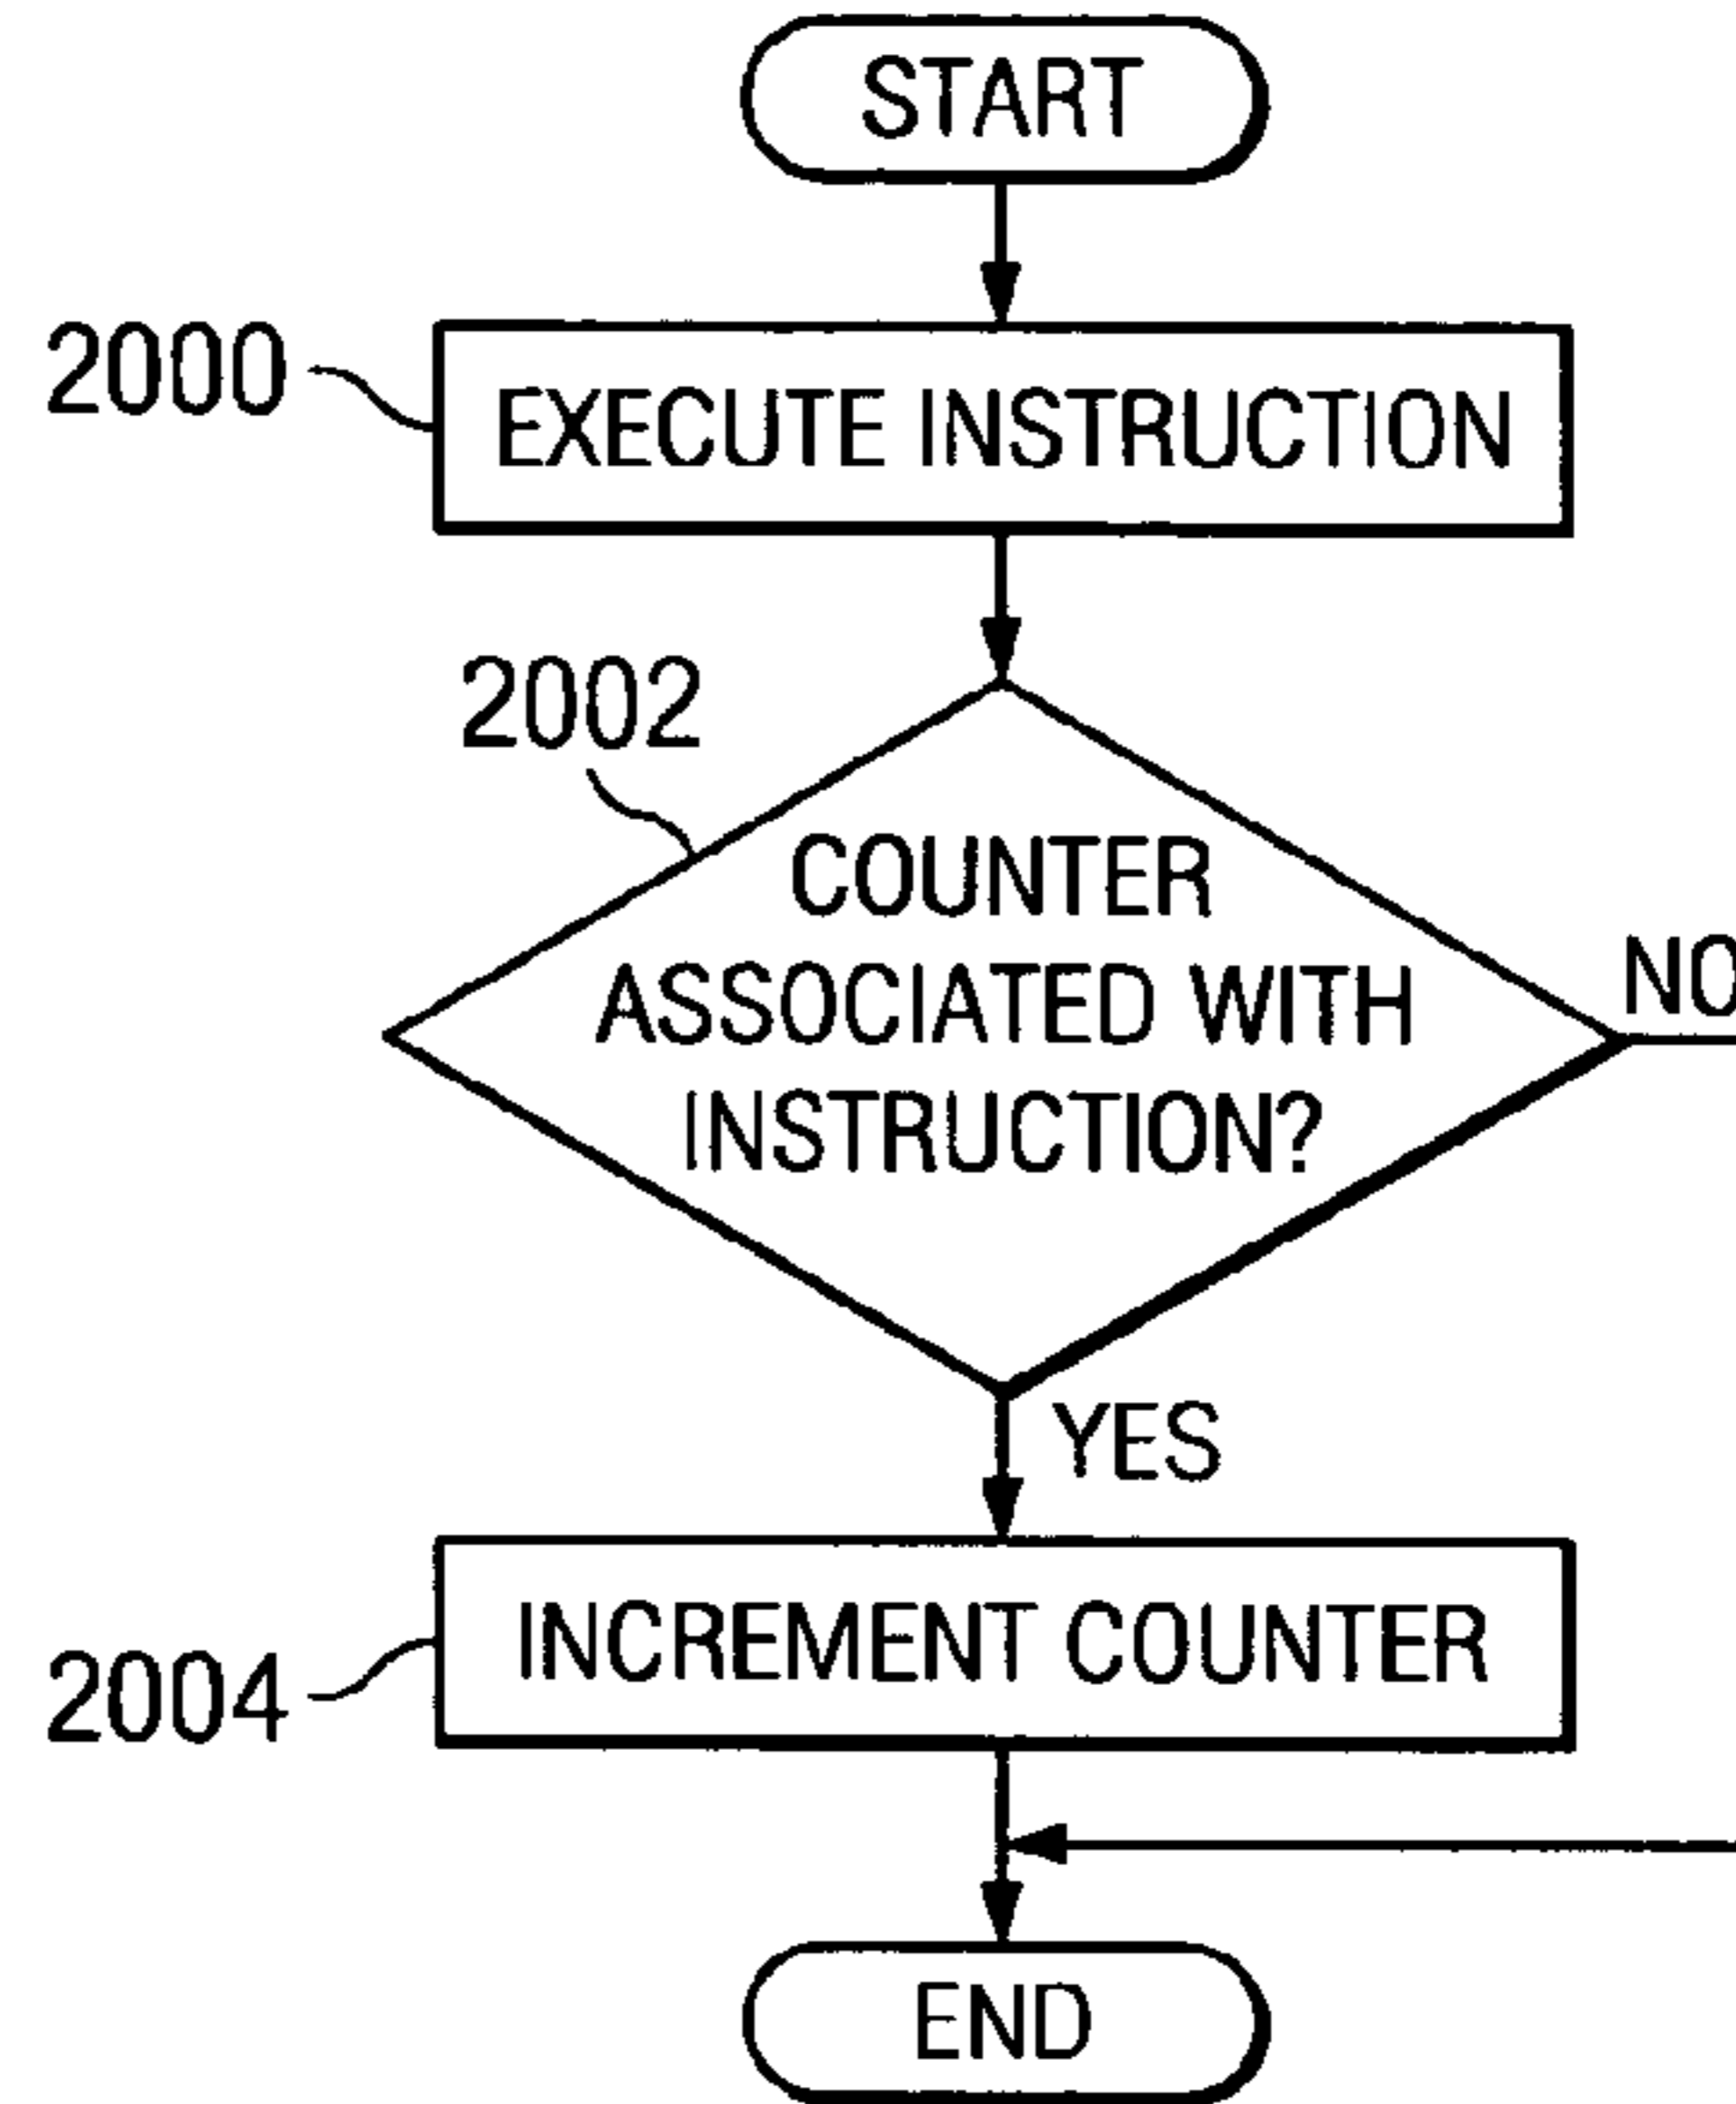 START
2000
EXECUTE INSTRUCTION
2002
COUNTER
ASSOCIATED WITH
INSTRUCTION?
NO
YES
INCREMENT COUNTER
2004
END